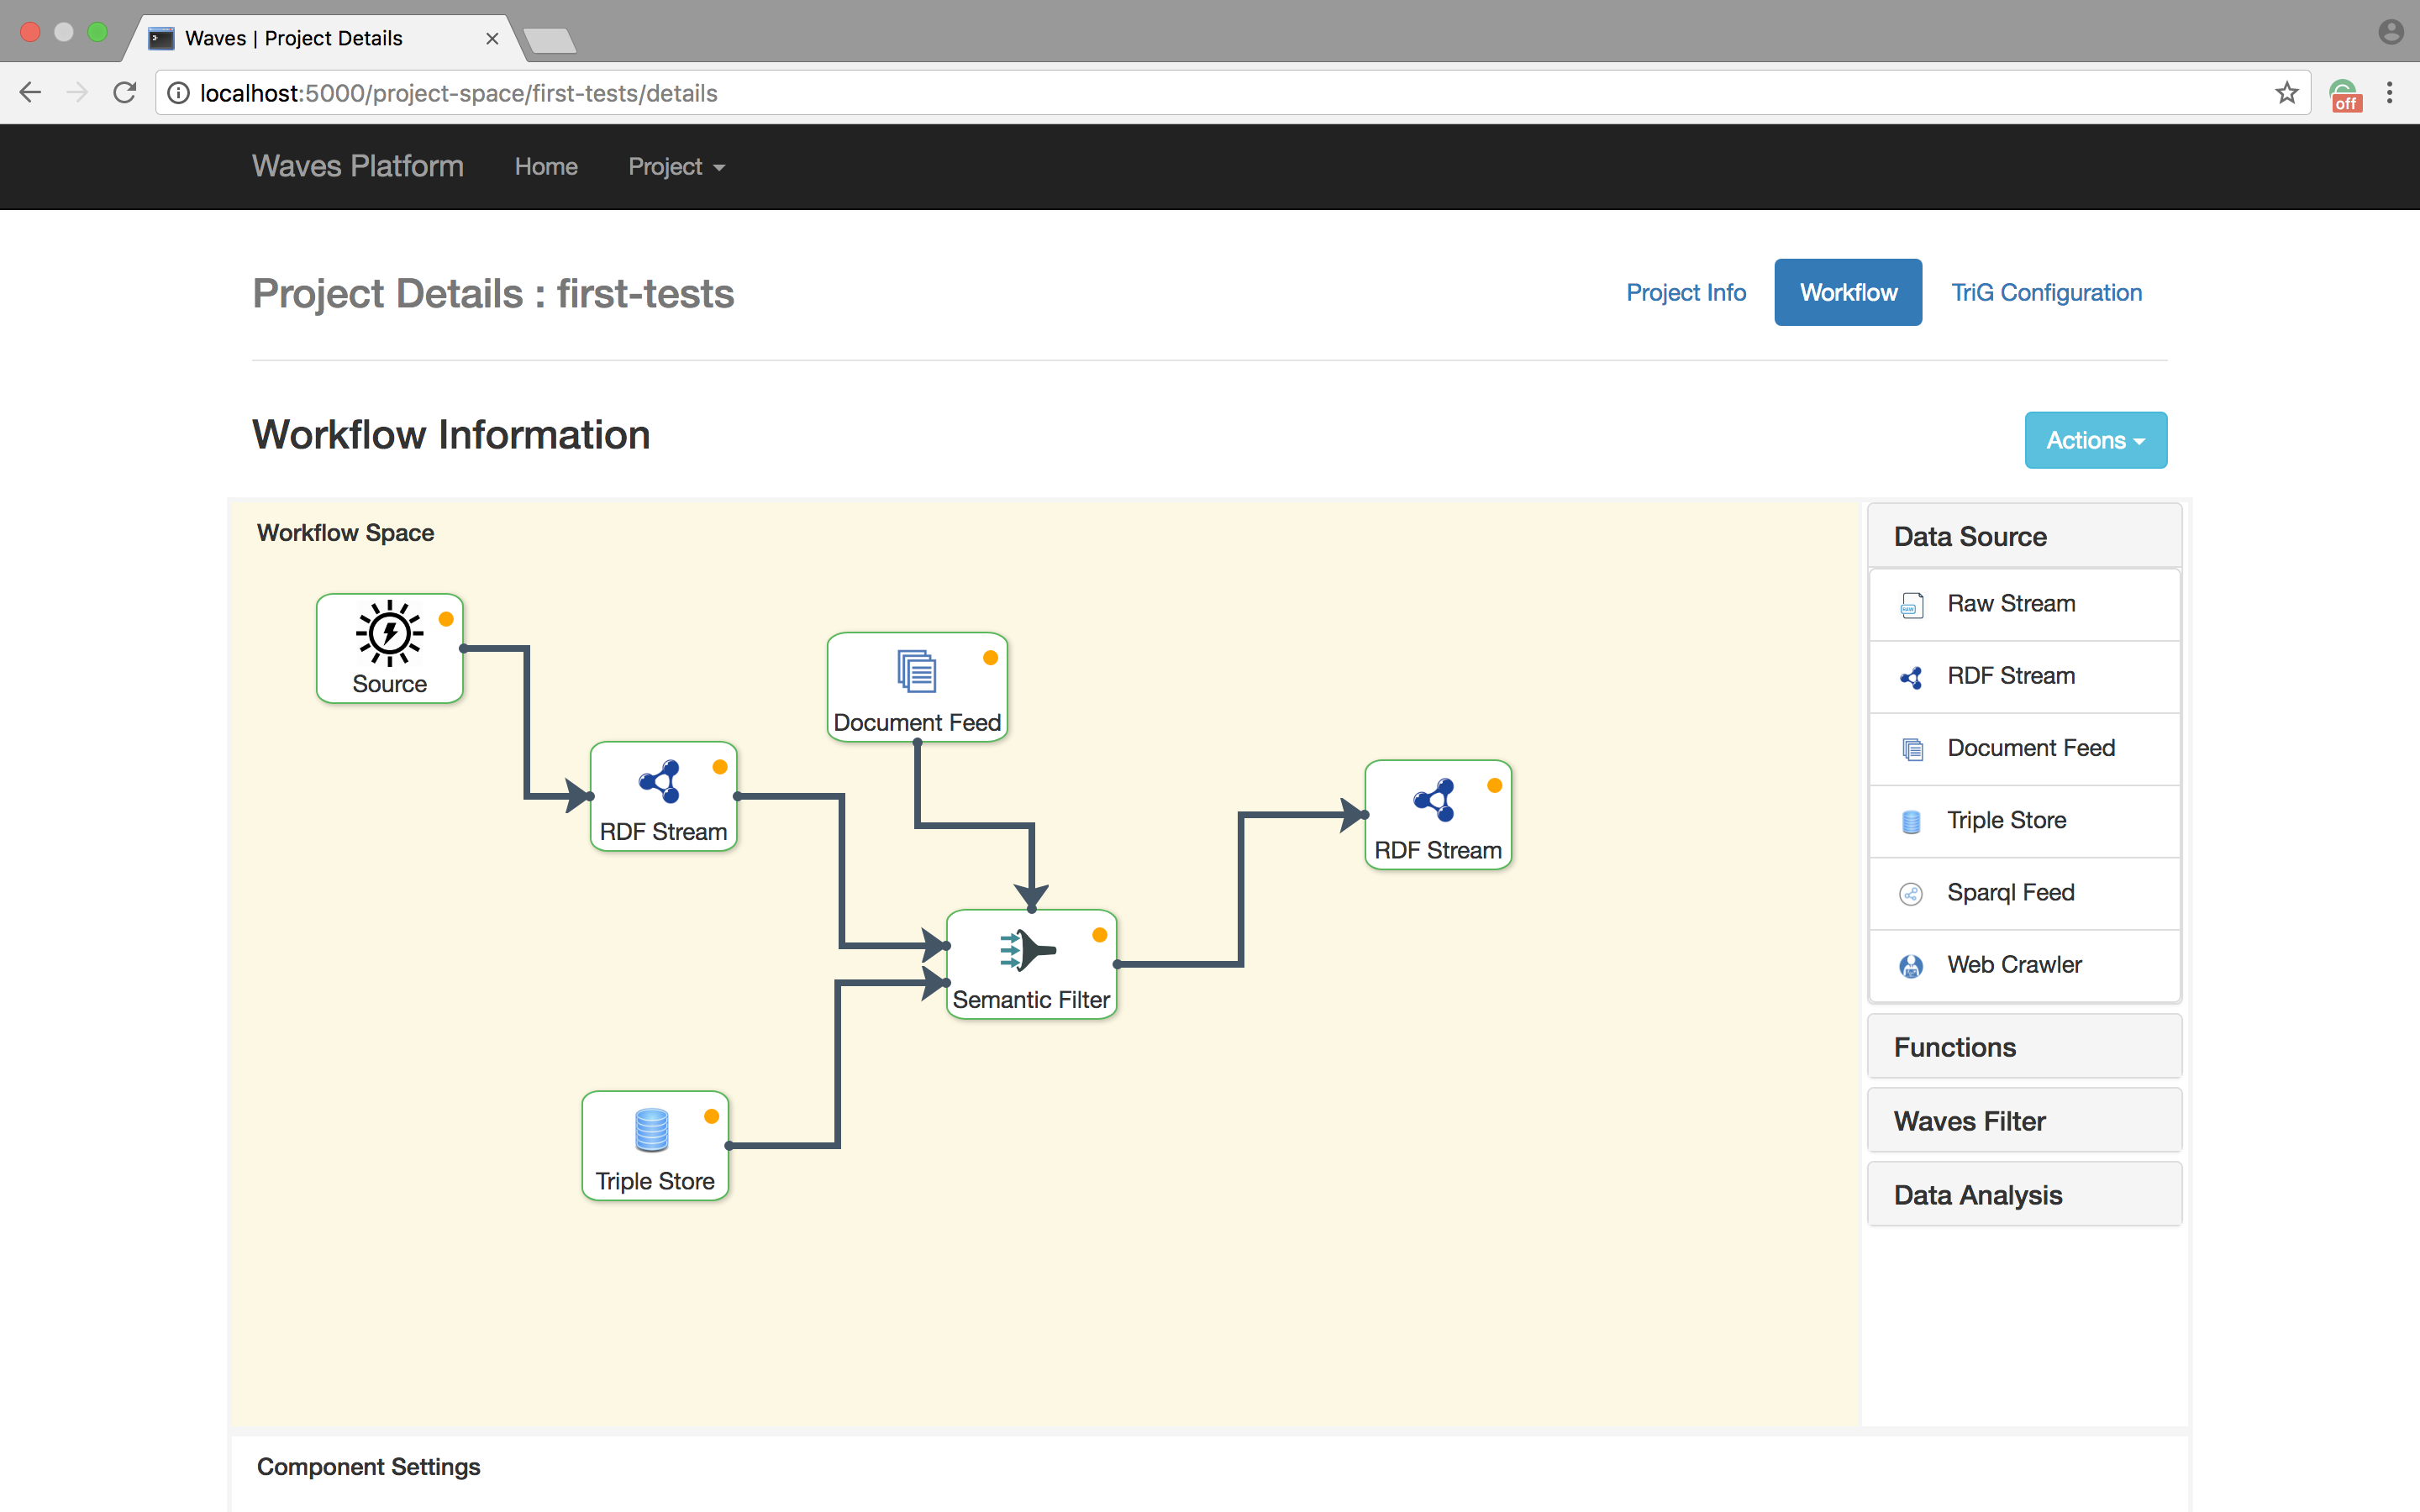 Waves | Project Details
localhost:5000/project-space/first-tests/details
off
Waves Platform
Home
Project
Project Details : first-tests
Project Info
Workflow
TriG Configuration
Workflow Information
Actions
Workflow Space
Source
Document Feed
RDF Stream
RDF Stream
Semantic Filter
Triple Store
Data Source
Raw Stream
RDF Stream
Document Feed
Triple Store
Sparql Feed
Web Crawler
Functions
Waves Filter
Data Analysis
Component Settings